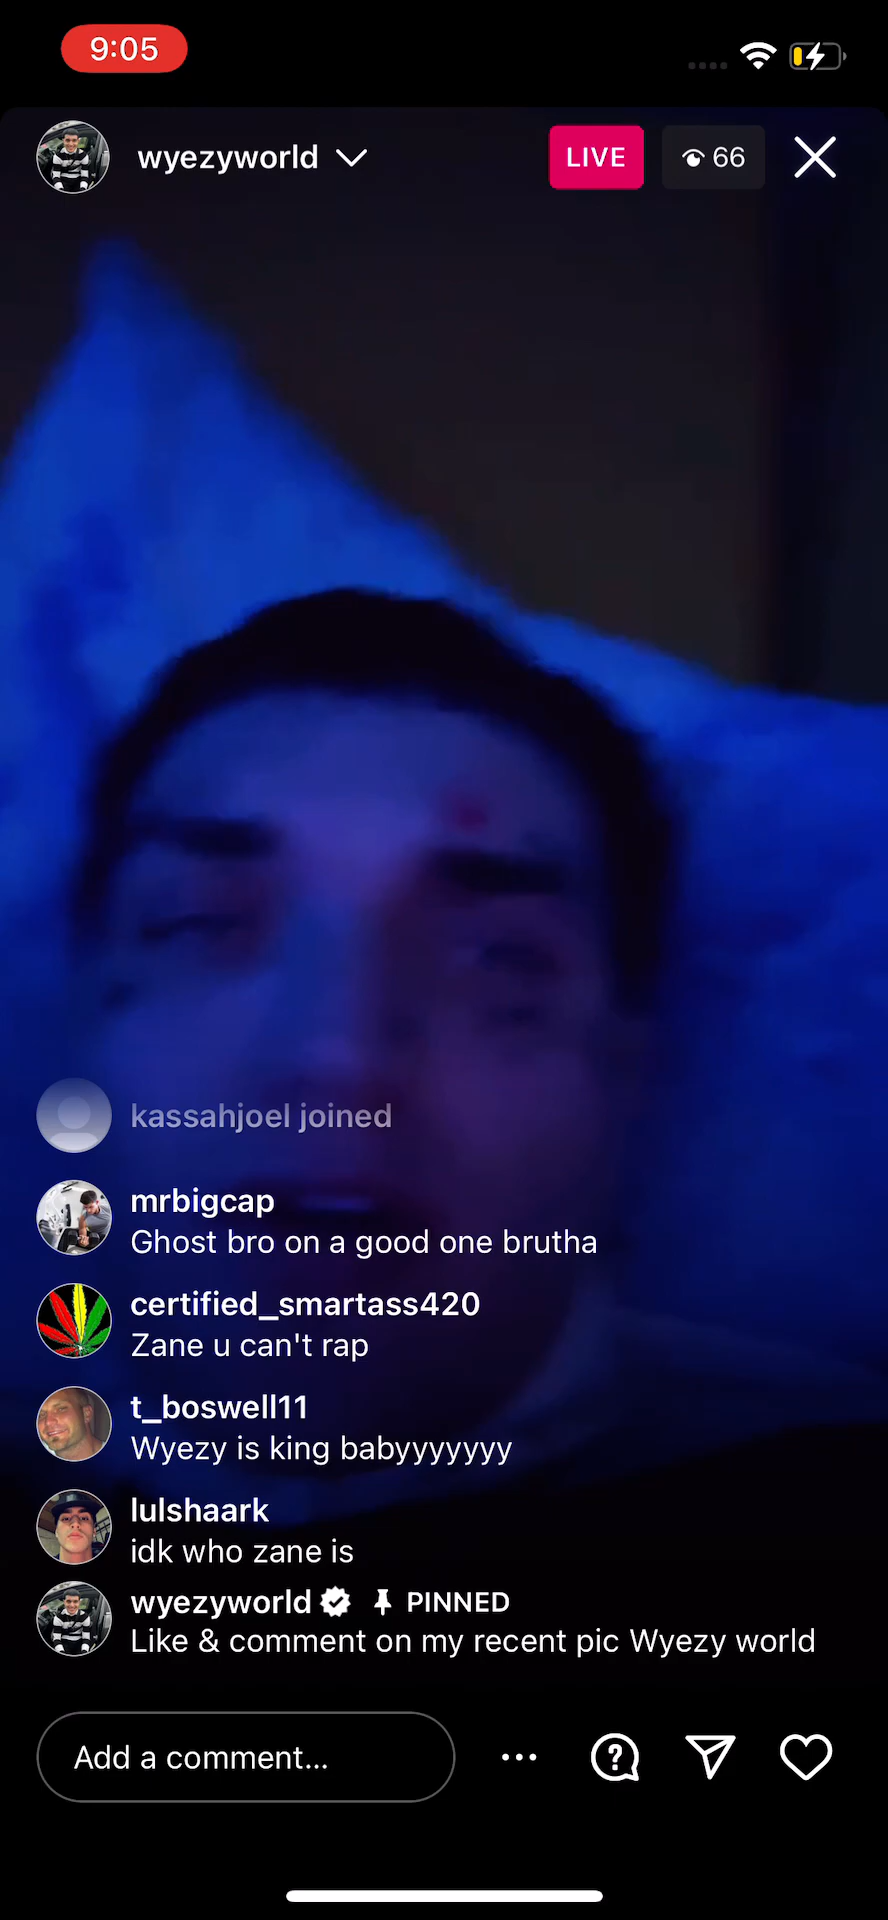 9:05
wyezyworld
LIVE
66
kassahjoel joined
mrbigcap
Ghost bro on a good one brutha
certified_smartass420
Zane u can't rap
t_boswell11
Wyezy is king babyyyyyyy
lulshaark
idk who zane is
wyezyworld PINNED
Like & comment on my recent pic Wyezy world
Add a comment...